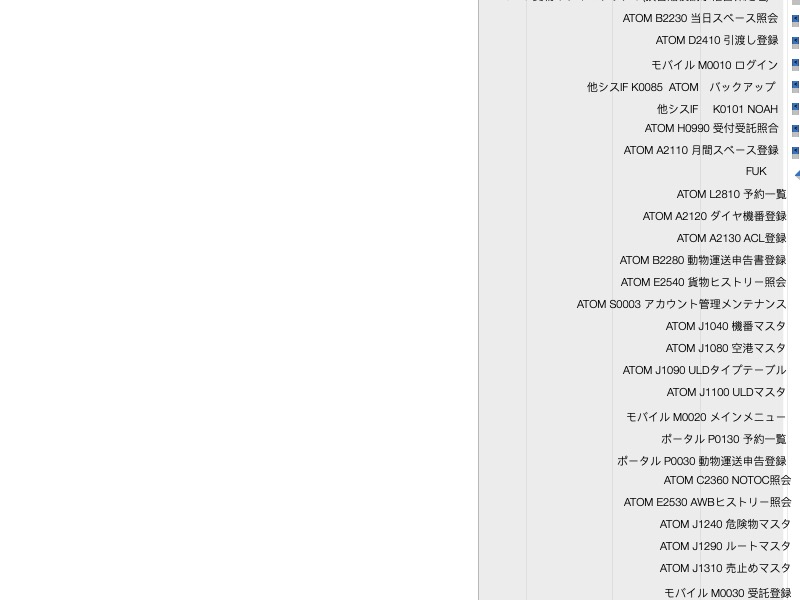 ATOM B2230 当日スペース照会
ATOM D2410 引渡し登録
モバイル M0010 ログイン
他シスIF K0085 ATOM　バックアップ
他シスIF　K0101 NOAH
ATOM H0990 受付受託照合
ATOM A2110 月間スペース登録
FUK
ATOM L2810 予約一覧
ATOM A2120 ダイヤ機番登録
ATOM A2130 ACL登録
ATOM B2280 動物運送申告書登録
ATOM E2540 貨物ヒストリー照会
ATOM S0003 アカウント管理メンテナンス
ATOM J1040 機番マスタ
ATOM J1080 空港マスタ
ATOM J1090 ULDタイプテーブル
ATOM J1100 ULDマスタ
モバイル M0020 メインメニュー
ポータル P0130 予約一覧
ポータル P0030 動物運送申告登録
ATOM C2360 NOTOC照会
ATOM E2530 AWBヒストリー照会
ATOM J1240 危険物マスタ
ATOM J1290 ルートマスタ
ATOM J1310 売止めマスタ
モバイル M0030 受託登録